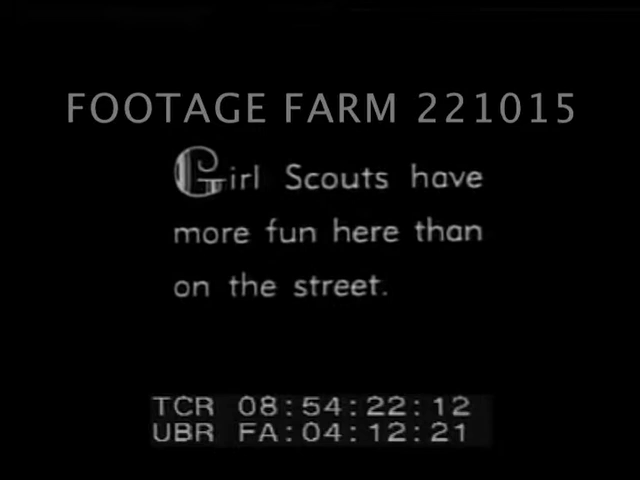 FOOTAGE FARM 221015
Girl Scouts have
more fun here than
on the street.
TCR 08:54:22:12
UBR FA:04:12:21